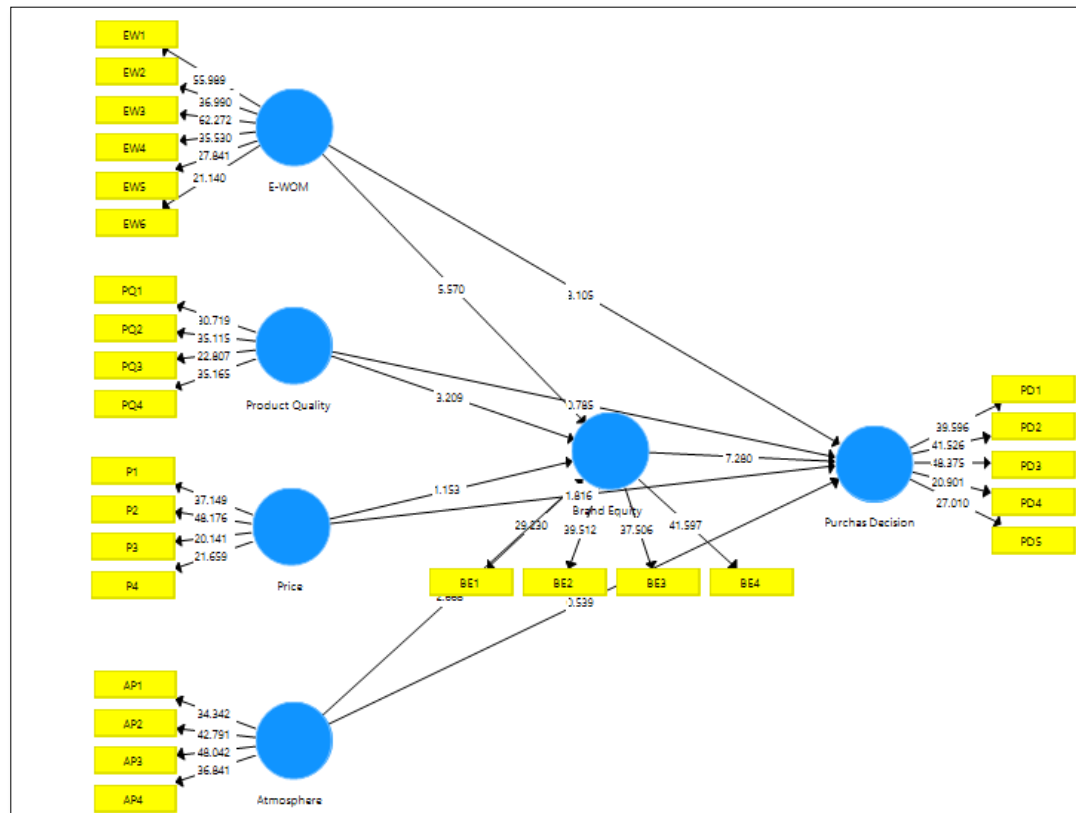 EW1
EW2
EW3
EW4
EW5
EW6
55.989
36.990
62.272
35.530
27.841
21.140
E-WOM
5.570
3.105
PQ1
PQ2
PQ3
PQ4
30.719
35.115
22.807
35.165
Product Quality
3.209
0.785
P1
P2
P3
P4
37.149
48.176
20.141
21.659
Price
1.153
1.816
Brand Equity
7.280
29.230
39.512
37.506
41.597
BE1
BE2
BE3
BE4
Purchas Decision
39.596
41.526
48.375
20.901
27.010
PD1
PD2
PD3
PD4
PD5
AP1
AP2
AP3
AP4
34.342
42.791
48.042
36.841
Atmosphere
0.539